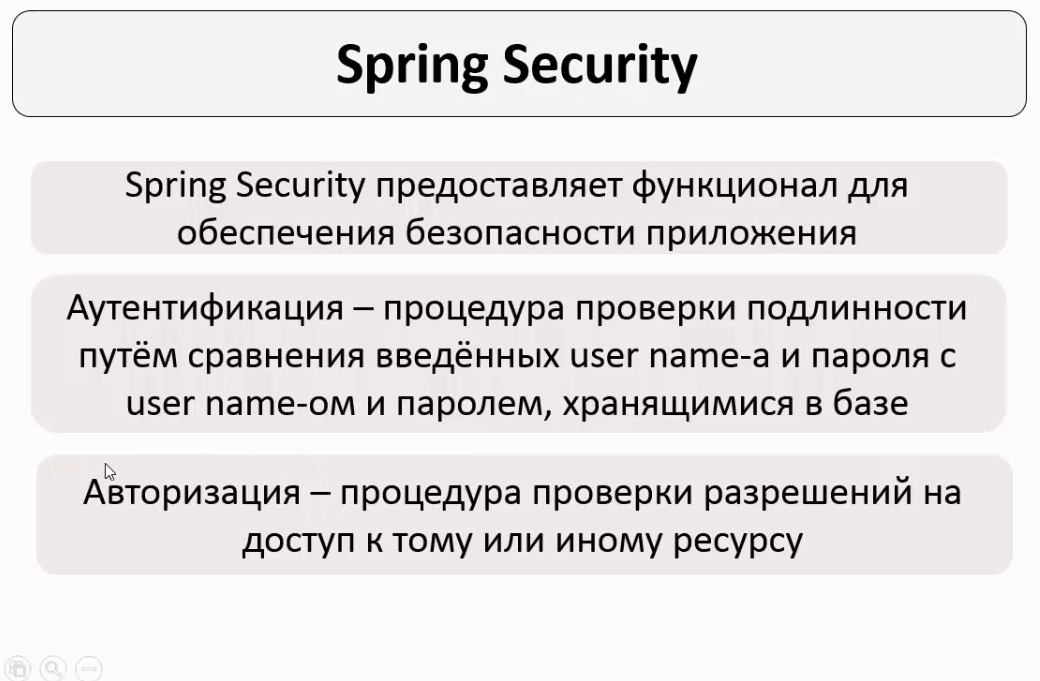 Spring Security
Spring Security предоставляет функционал для
обеспечения безопасности приложения
Аутентификация – процедура проверки подлинности
путём сравнения введённых user name-а и пароля с
user name-ом и паролем, хранящимися в базе
Авторизация – процедура проверки разрешений на
доступ к тому или иному ресурсу